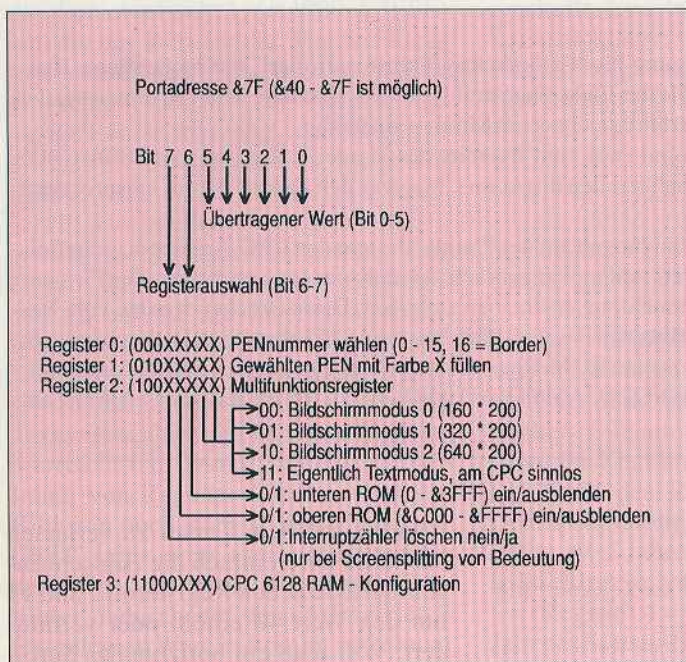 Portadresse &7F (&40 - &7F ist möglich)
Bit 7 6 5 4 3 2 1 0
Übertragener Wert (Bit 0-5)
Registerauswahl (Bit 6-7)
Register 0: (000XXXXX) PENnummer wählen (0 - 15, 16 = Border)
Register 1: (010XXXXX) Gewählten PEN mit Farbe X füllen
Register 2: (100XXXXX) Multifunktionsregister
00: Bildschirmmodus 0 (160 * 200)
01: Bildschirmmodus 1 (320 * 200)
10: Bildschirmmodus 2 (640 * 200)
11: Eigentlich Textmodus, am CPC sinnlos
0/1: unteren ROM (0 - &3FFF) ein/ausblenden
0/1: oberen ROM (&C000 - &FFFF) ein/ausblenden
0/1:Interruptzähler löschen nein/ja
(nur bei Screensplitting von Bedeutung)
Register 3: (11000XXX) CPC 6128 RAM - Konfiguration